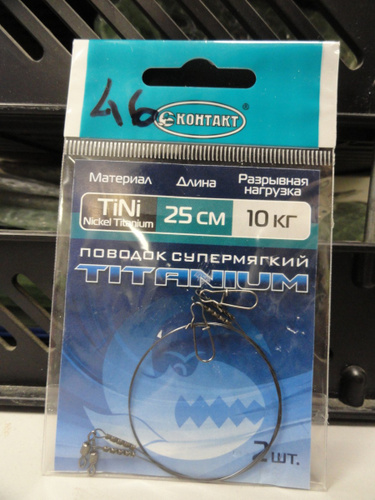 46
КОНТАКТ
Материал Длина Разрывная нагрузка
TiNi
Nickel Titanium
25 СМ
10 КГ
ПОВОДОК СУПЕРМЯГКИЙ
TITANIUM
2 шт.